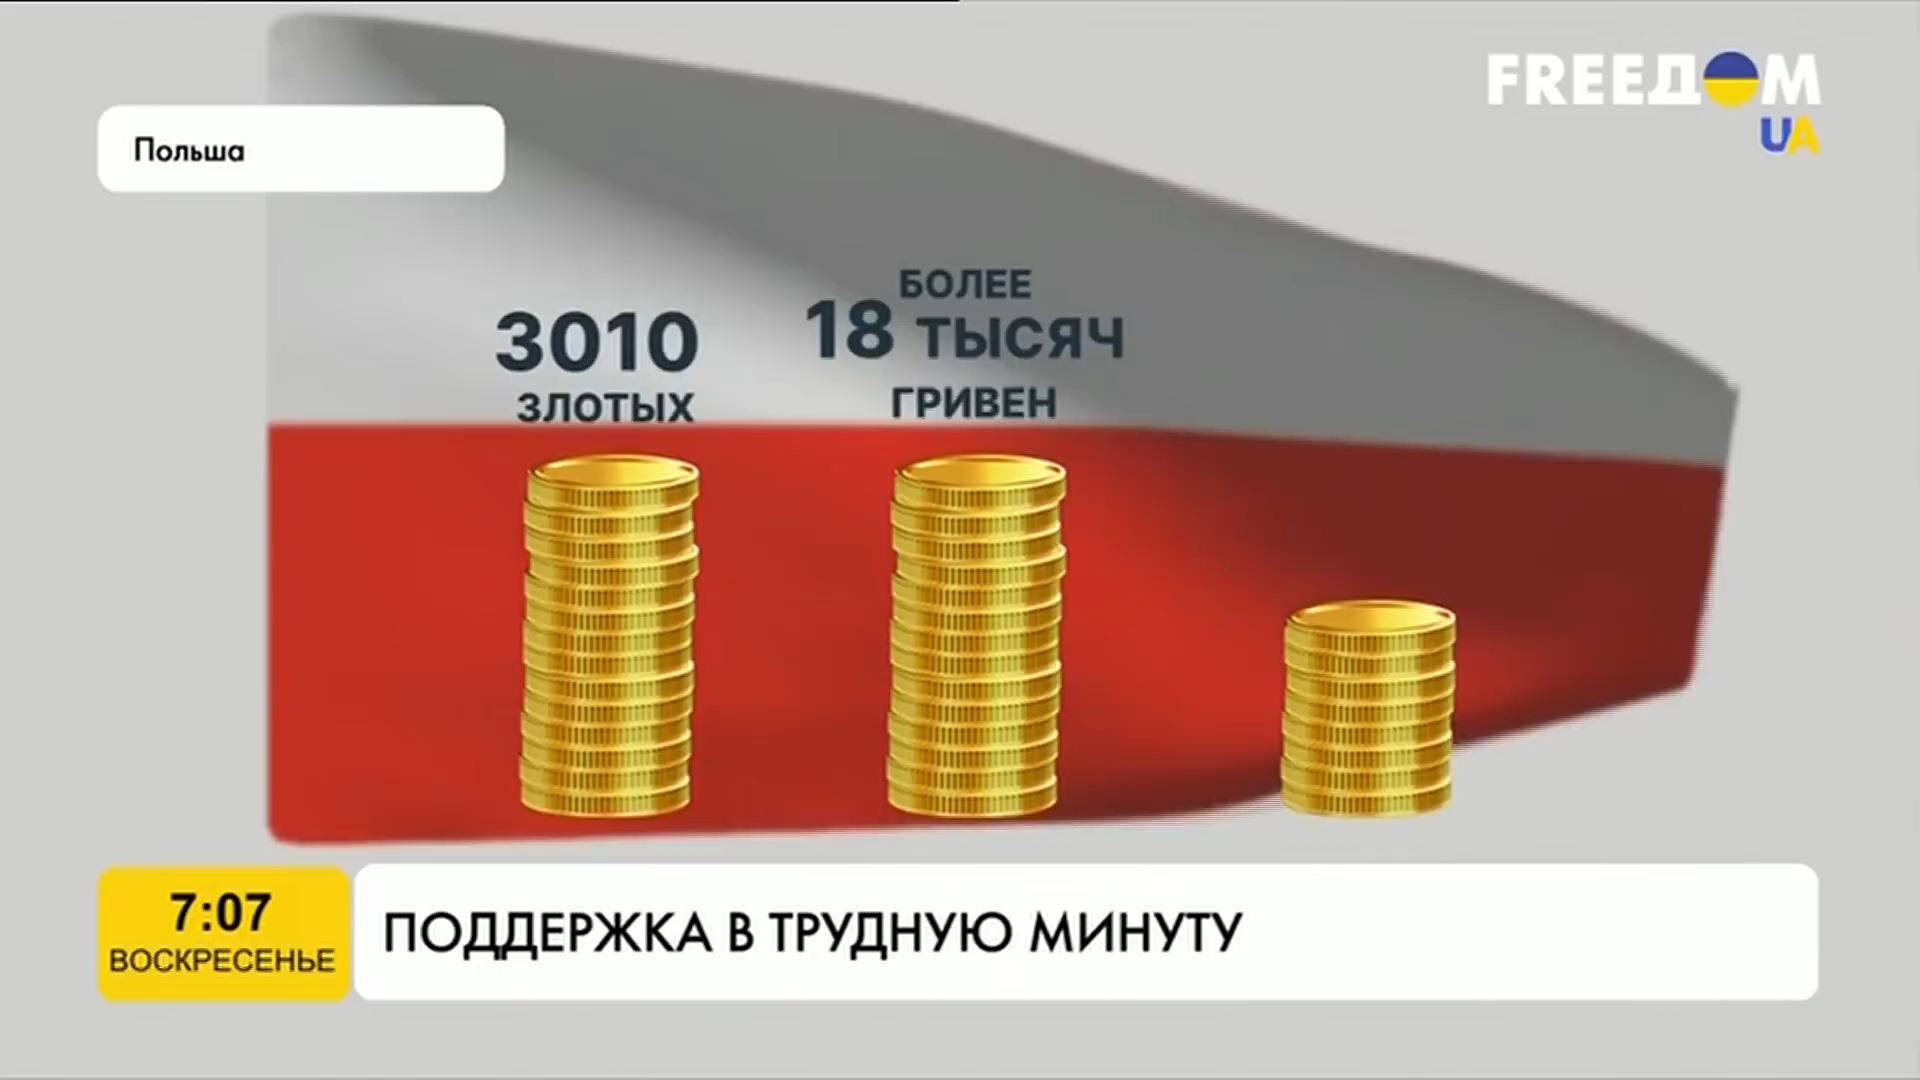 FREEДOM
UA
Польша
3010
ЗЛОТЫХ
БОЛЕЕ
18 ТЫСЯЧ
ГРИВЕН
7:07
ВОСКРЕСЕНЬЕ
ПОДДЕРЖКА В ТРУДНУЮ МИНУТУ